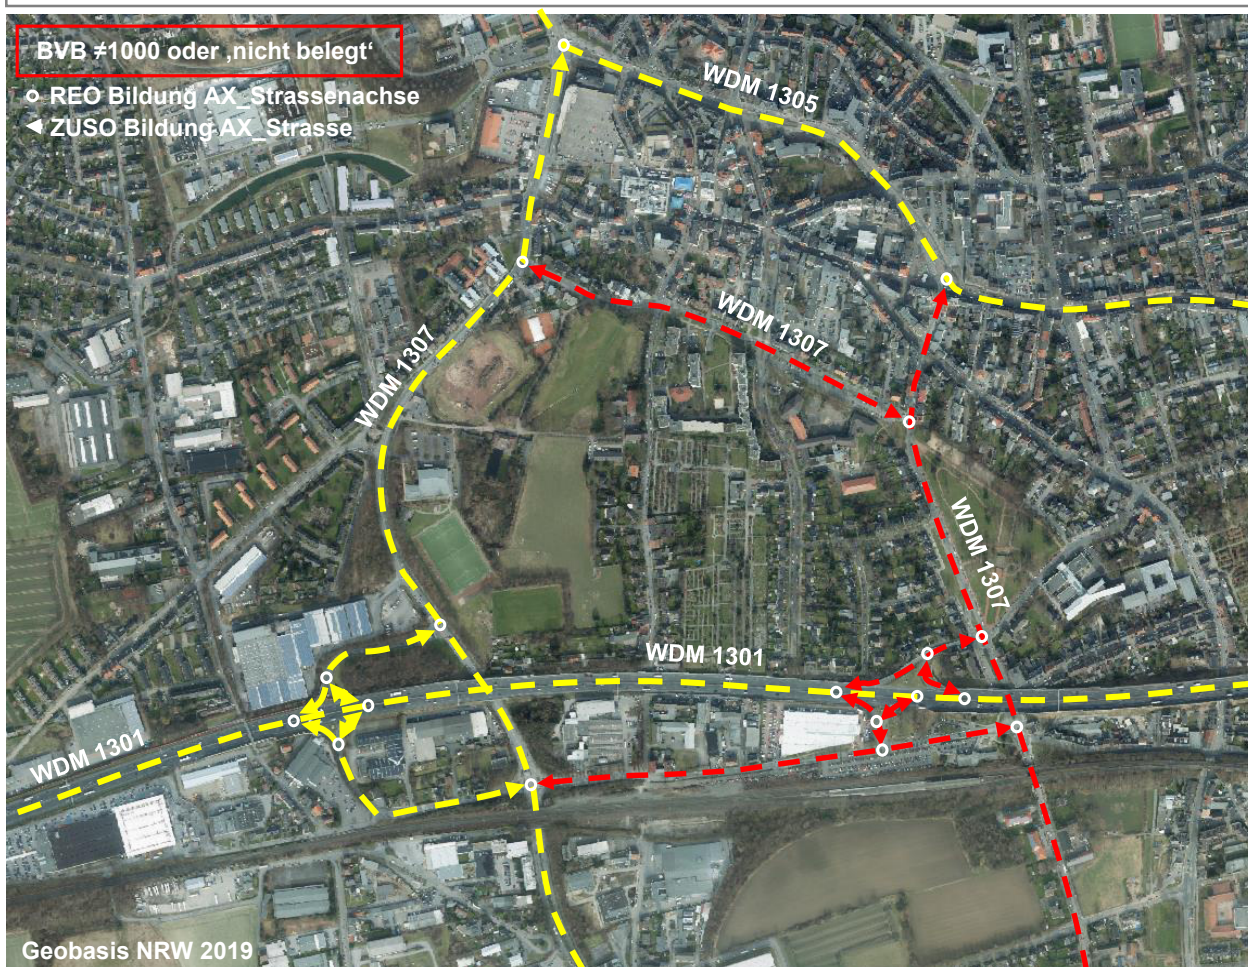 BVB ≠1000 oder ‚nicht belegt‘
REO Bildung AX_Strassenachse
ZUSO Bildung AX_Strasse
WDM 1305
WDM 1307
WDM 1307
WDM 1307
WDM 1301
WDM 1301
Geobasis NRW 2019